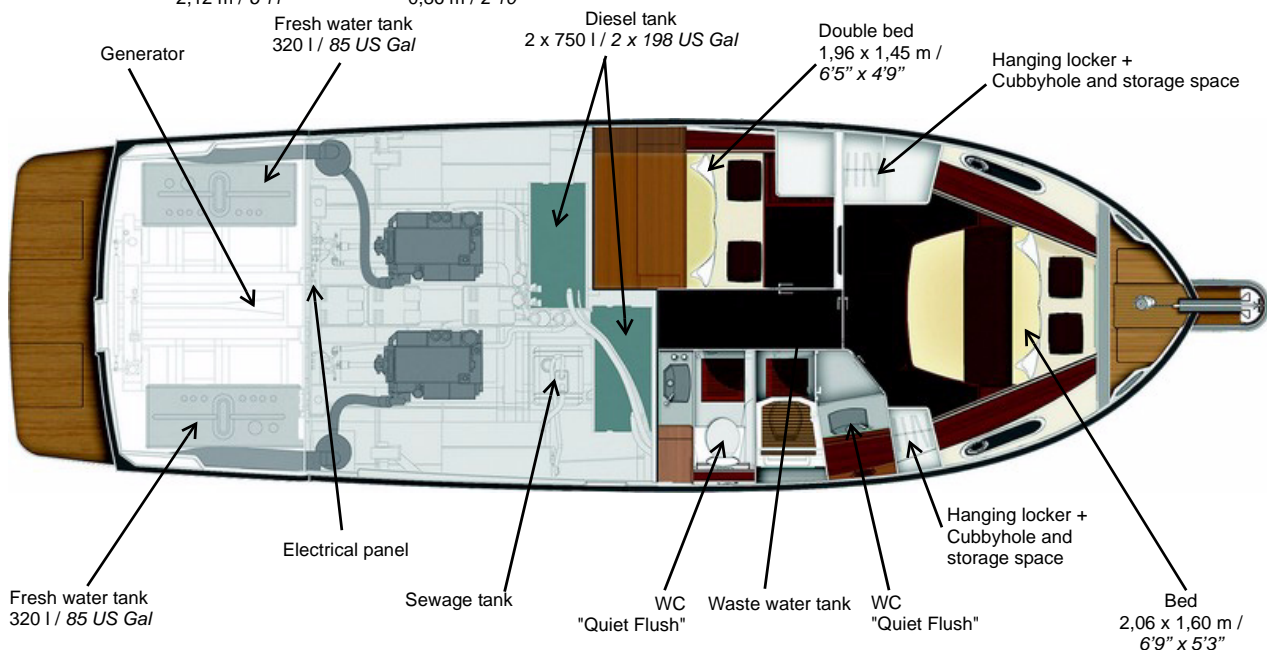 Fresh water tank
320 l / 85 US Gal
Diesel tank
2 x 750 l / 2 x 198 US Gal
Double bed
1,96 x 1,45 m /
6'5" x 4'9"
Generator
Hanging locker +
Cubbyhole and storage space
Electrical panel
Hanging locker +
Cubbyhole and
storage space
Fresh water tank
320 l / 85 US Gal
Sewage tank
WC
"Quiet Flush"
Waste water tank
WC
"Quiet Flush"
Bed
2,06 x 1,60 m /
6'9" x 5'3"